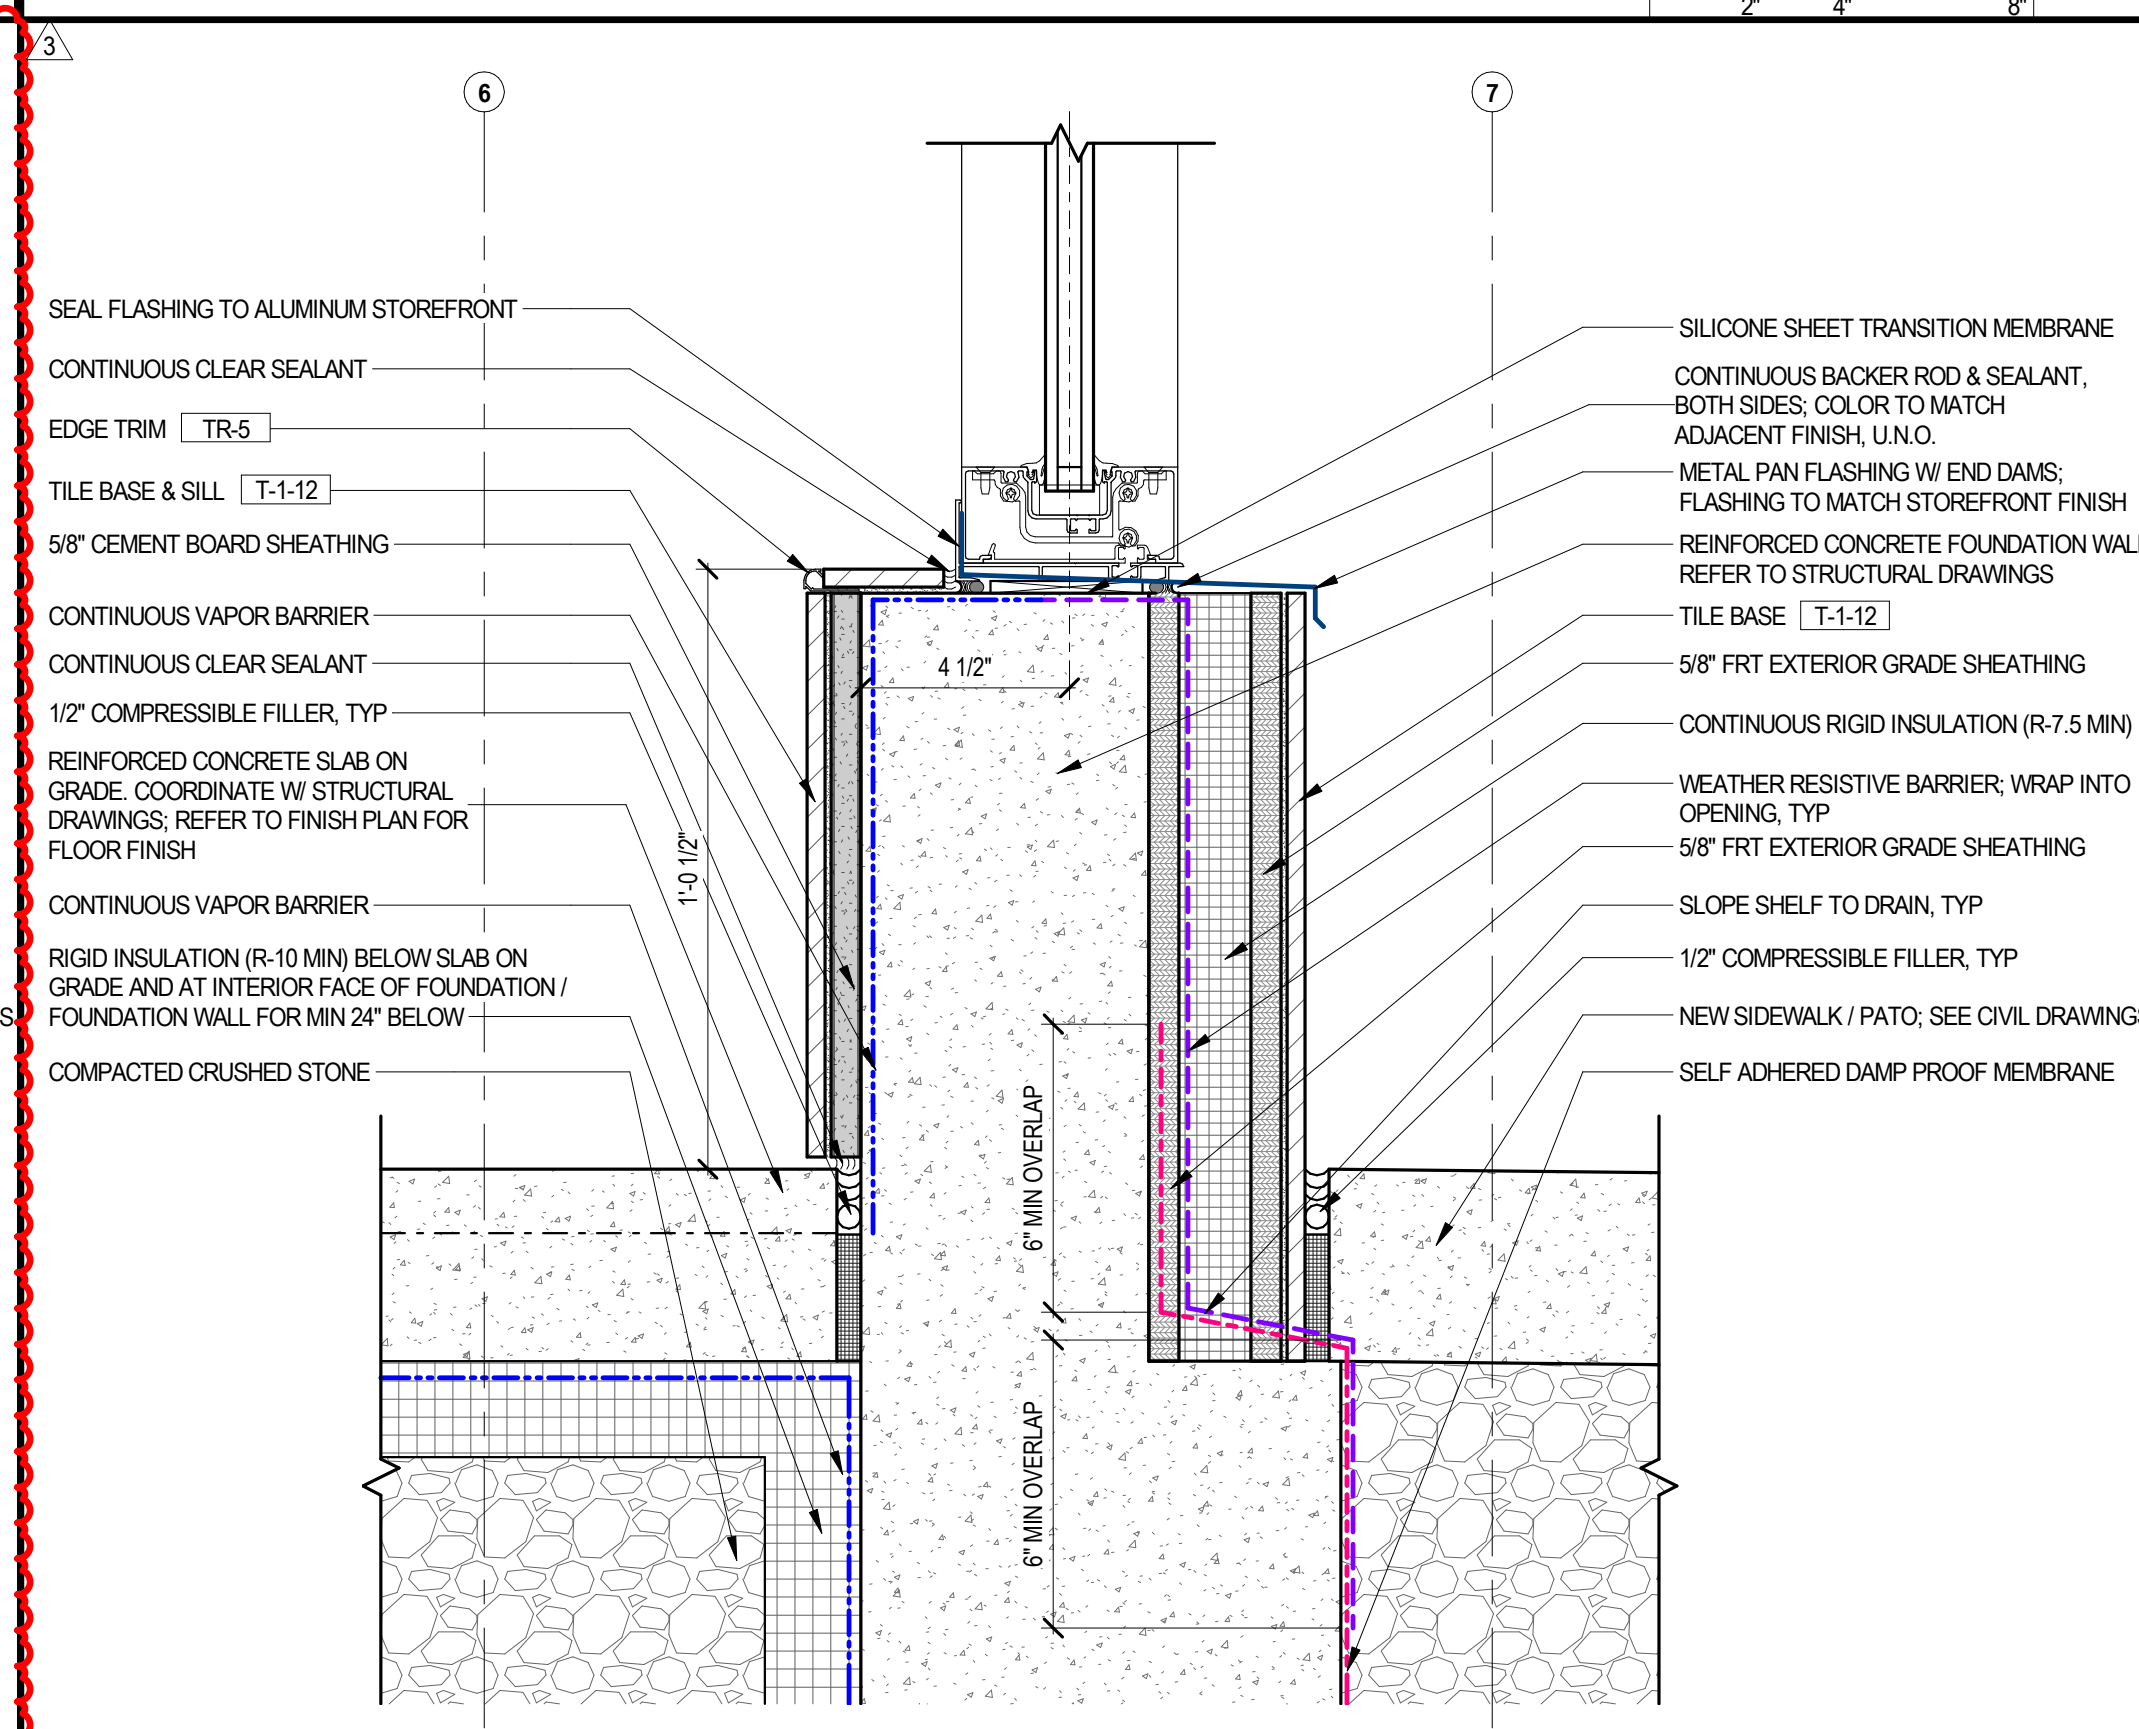 2" 4" 8"
3
6
7
SEAL FLASHING TO ALUMINUM STOREFRONT
CONTINUOUS CLEAR SEALANT
EDGE TRIM TR-5
TILE BASE & SILL T-1-12
5/8" CEMENT BOARD SHEATHING
CONTINUOUS VAPOR BARRIER
CONTINUOUS CLEAR SEALANT
1/2" COMPRESSIBLE FILLER, TYP
REINFORCED CONCRETE SLAB ON
GRADE. COORDINATE W/ STRUCTURAL
DRAWINGS; REFER TO FINISH PLAN FOR
FLOOR FINISH
CONTINUOUS VAPOR BARRIER
RIGID INSULATION (R-10 MIN) BELOW SLAB ON
GRADE AND AT INTERIOR FACE OF FOUNDATION /
FOUNDATION WALL FOR MIN 24" BELOW
COMPACTED CRUSHED STONE
S
1'-0 1/2"
4 1/2"
6" MIN OVERLAP
6" MIN OVERLAP
SILICONE SHEET TRANSITION MEMBRANE
CONTINUOUS BACKER ROD & SEALANT,
BOTH SIDES; COLOR TO MATCH
ADJACENT FINISH, U.N.O.
METAL PAN FLASHING W/ END DAMS;
FLASHING TO MATCH STOREFRONT FINISH
REINFORCED CONCRETE FOUNDATION WALL
REFER TO STRUCTURAL DRAWINGS
TILE BASE T-1-12
5/8" FRT EXTERIOR GRADE SHEATHING
CONTINUOUS RIGID INSULATION (R-7.5 MIN)
WEATHER RESISTIVE BARRIER; WRAP INTO
OPENING, TYP
5/8" FRT EXTERIOR GRADE SHEATHING
SLOPE SHELF TO DRAIN, TYP
1/2" COMPRESSIBLE FILLER, TYP
NEW SIDEWALK / PATO; SEE CIVIL DRAWINGS
SELF ADHERED DAMP PROOF MEMBRANE